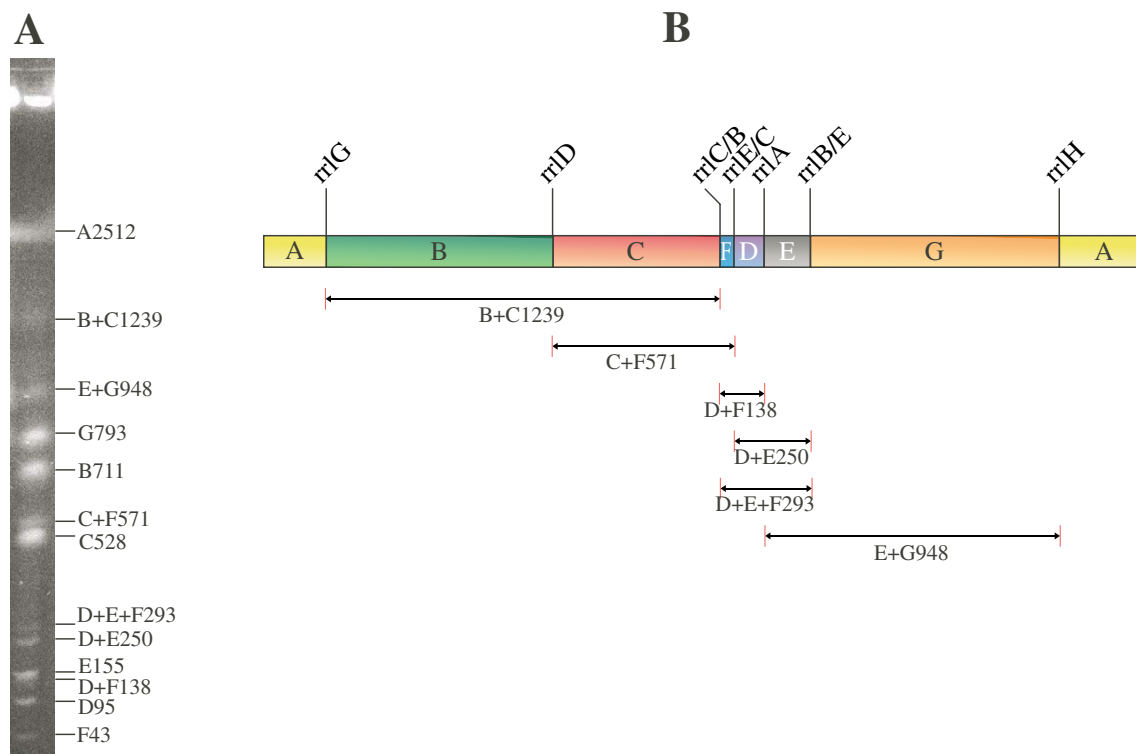 A
B
A2512
B+C1239
E+G948
G793
B711
C+F571
C528
D+E+F293
D+E250
E155
D+F138
D95
F43
rrlG
rrlD
rrlC/B
rrlE/C
rrlA
rrlB/E
rrlH
A B C F D E G A
B+C1239
C+F571
D+F138
D+E250
D+E+F293
E+G948